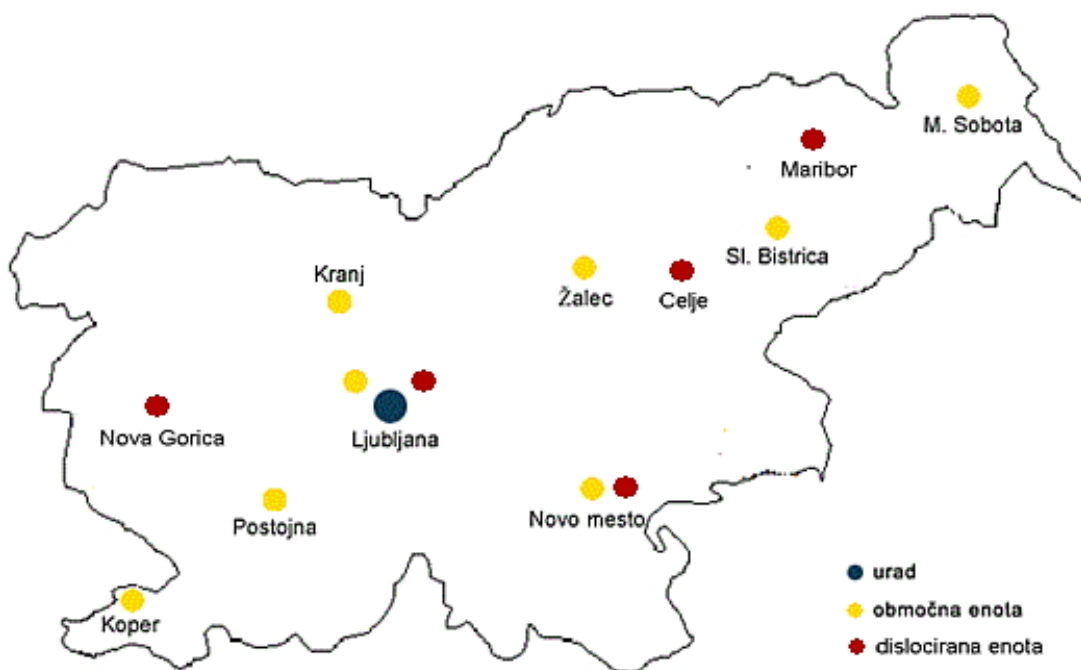 M. Sobota
Maribor
Sl. Bistrica
Kranj
Žalec
Celje
Nova Gorica
Ljubljana
Postojna
Novo mesto
Koper
urad
območna enota
dislocirana enota